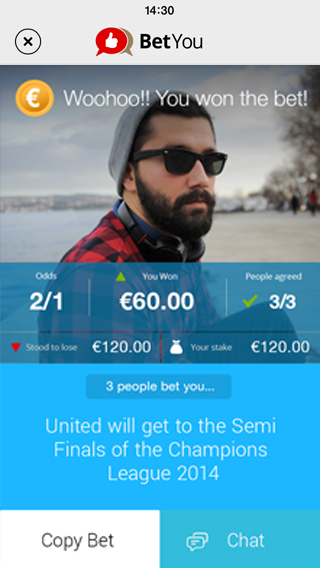 14:30
BetYou
€ Woohoo!! You won the bet!
Odds You Won People agreed
2/1 €60.00 3/3
Stood to lose €120.00 Your stake €120.00
3 people bet you...
United will get to the Semi
Finals of the Champions
League 2014
Copy Bet Chat